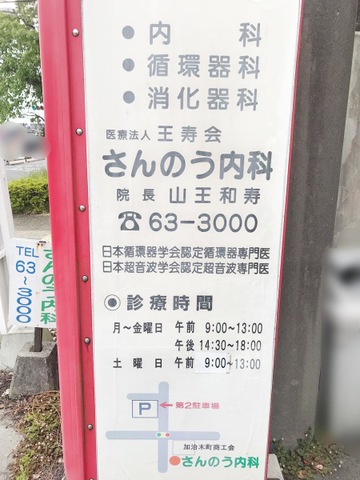 ● 内科
● 循環器科
● 消化器科
医療法人 王寿会
さんのう内科
院長 山王和寿
☎ 63-3000
日本循環器学会認定循環器専門医
日本超音波学会認定超音波専門医
◉ 診療時間
月~金曜日 午前 9:00~13:00
午後 14:30~18:00
土曜日 午前 9:00~13:00
P ← 第2駐車場
加治木町商工会
●さんのう内科
TEL
63~3000
さんのう内科